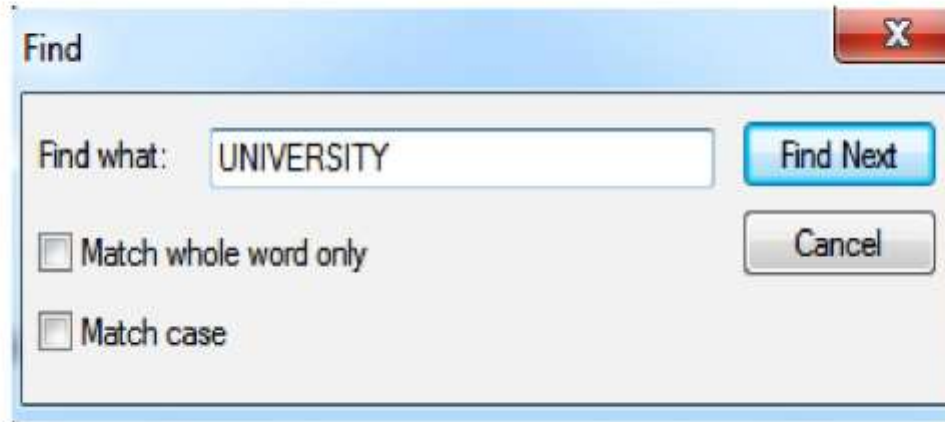 Find
X
Find what: UNIVERSITY Find Next
Match whole word only Cancel
Match case